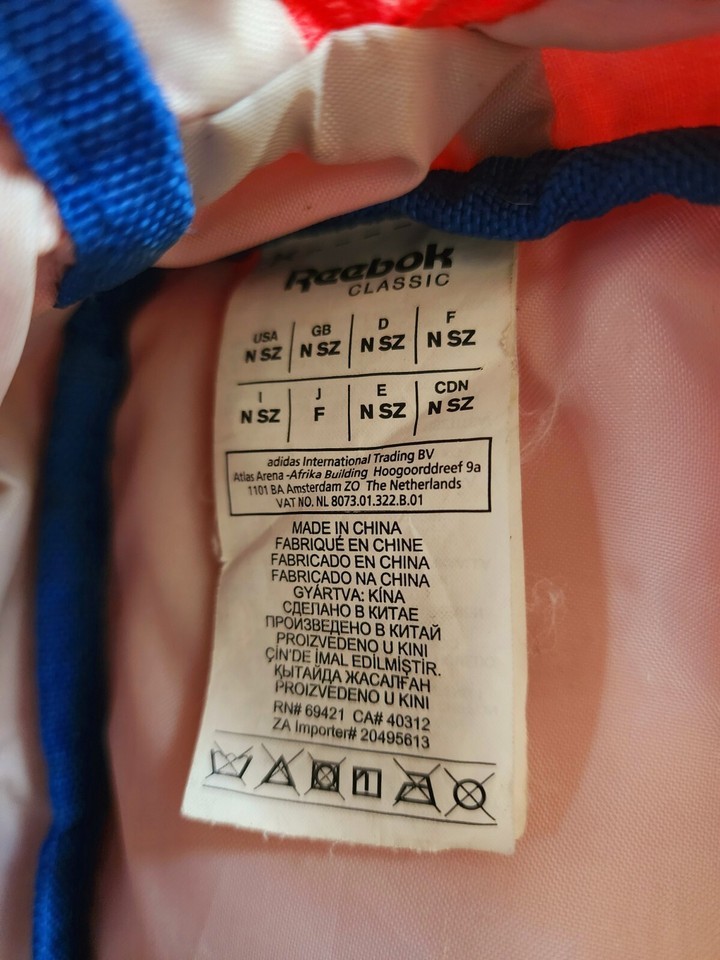 Reebok
CLASSIC
USA GB D F
N SZ N SZ N SZ N SZ
I J E CDN
N SZ F N SZ N SZ
adidas International Trading BV
Atlas Arena -Afrika Building Hoogoorddreef 9a
1101 BA Amsterdam ZO The Netherlands
VAT NO. NL 8073.01.322.B.01
MADE IN CHINA
FABRIQUÉ EN CHINE
FABRICADO EN CHINA
FABRICADO NA CHINA
GYÁRTVA: KÍNA
СДЕЛАНО В КИТАЕ
ПРОИЗВЕДЕНО В КИТАЙ
PROIZVEDENO U KINI
ÇİN'DE İMAL EDİLMİŞTİR.
ҚЫТАЙДА ЖАСАЛҒАН
PROIZVEDENO U KINI
RN# 69421 CA# 40312
ZA Importer# 20495613